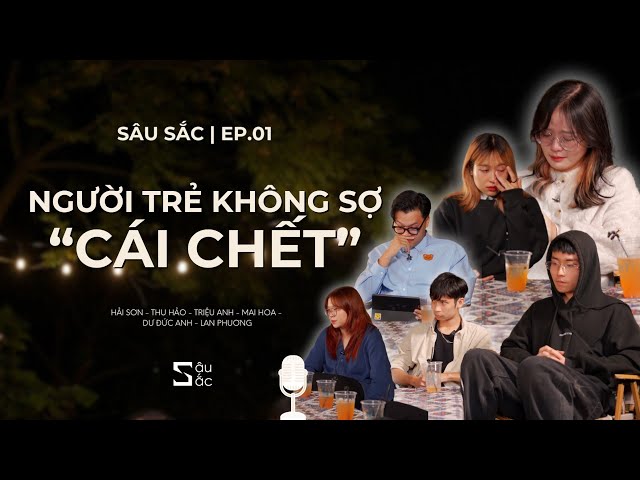 SÂU SẮC | EP.01
NGƯỜI TRẺ KHÔNG SỢ
“CÁI CHẾT”
HẢI SƠN - THU HẢO - TRIỆU ANH - MAI HOA -
DƯ ĐỨC ANH - LAN PHƯƠNG
Sâu
Sắc